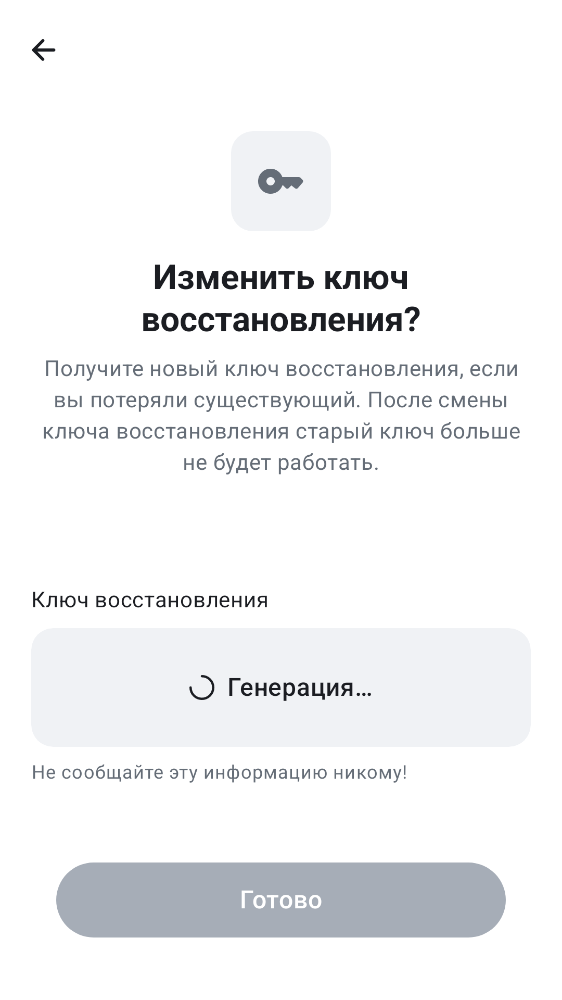 Изменить ключ
восстановления?
Получите новый ключ восстановления, если
вы потеряли существующий. После смены
ключа восстановления старый ключ больше
не будет работать.
Ключ восстановления
Генерация...
Не сообщайте эту информацию никому!
Готово